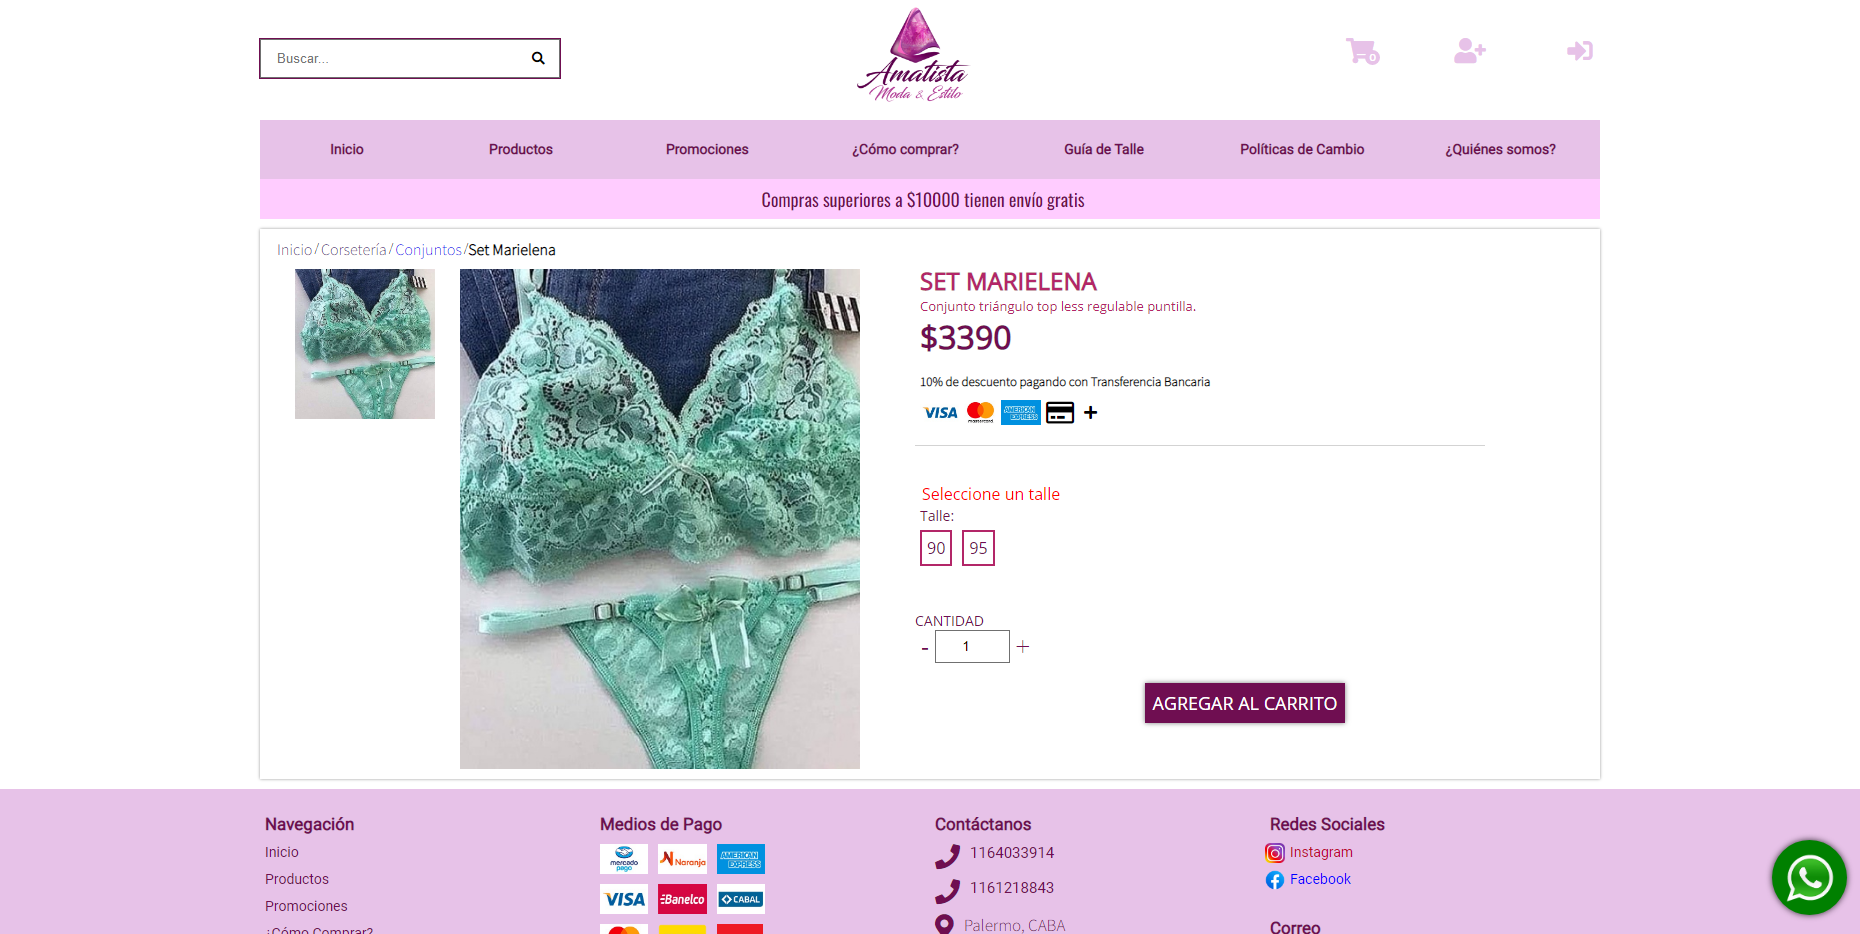 Buscar...
Amatista
Moda & Estilo
0
Inicio
Productos
Promociones
¿Cómo comprar?
Guía de Talle
Políticas de Cambio
¿Quiénes somos?
Compras superiores a $10000 tienen envío gratis
Inicio/Corsetería/Conjuntos/Set Marielena
SET MARIELENA
Conjunto triángulo top less regulable puntilla.
$3390
10% de descuento pagando con Transferencia Bancaria
VISA
mastercard
AMERICAN EXPRESS
+
Seleccione un talle
Talle:
90
95
CANTIDAD
- 1 +
AGREGAR AL CARRITO
Navegación
Inicio
Productos
Promociones
¿Cómo Comprar?
Medios de Pago
mercado pago
Naranja
AMERICAN EXPRESS
VISA
Banelco
CABAL
Contáctanos
1164033914
1161218843
Palermo, CABA
Redes Sociales
Instagram
Facebook
Correo